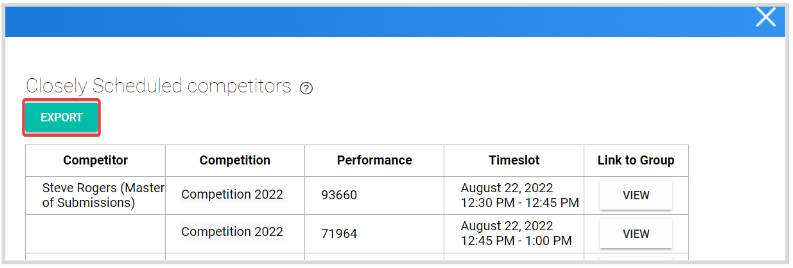 Closely Scheduled competitors ?
EXPORT
Competitor Competition Performance Timeslot Link to Group
Steve Rogers (Master of Submissions) Competition 2022 93660 August 22, 2022 12:30 PM - 12:45 PM VIEW
Competition 2022 71964 August 22, 2022 12:45 PM - 1:00 PM VIEW